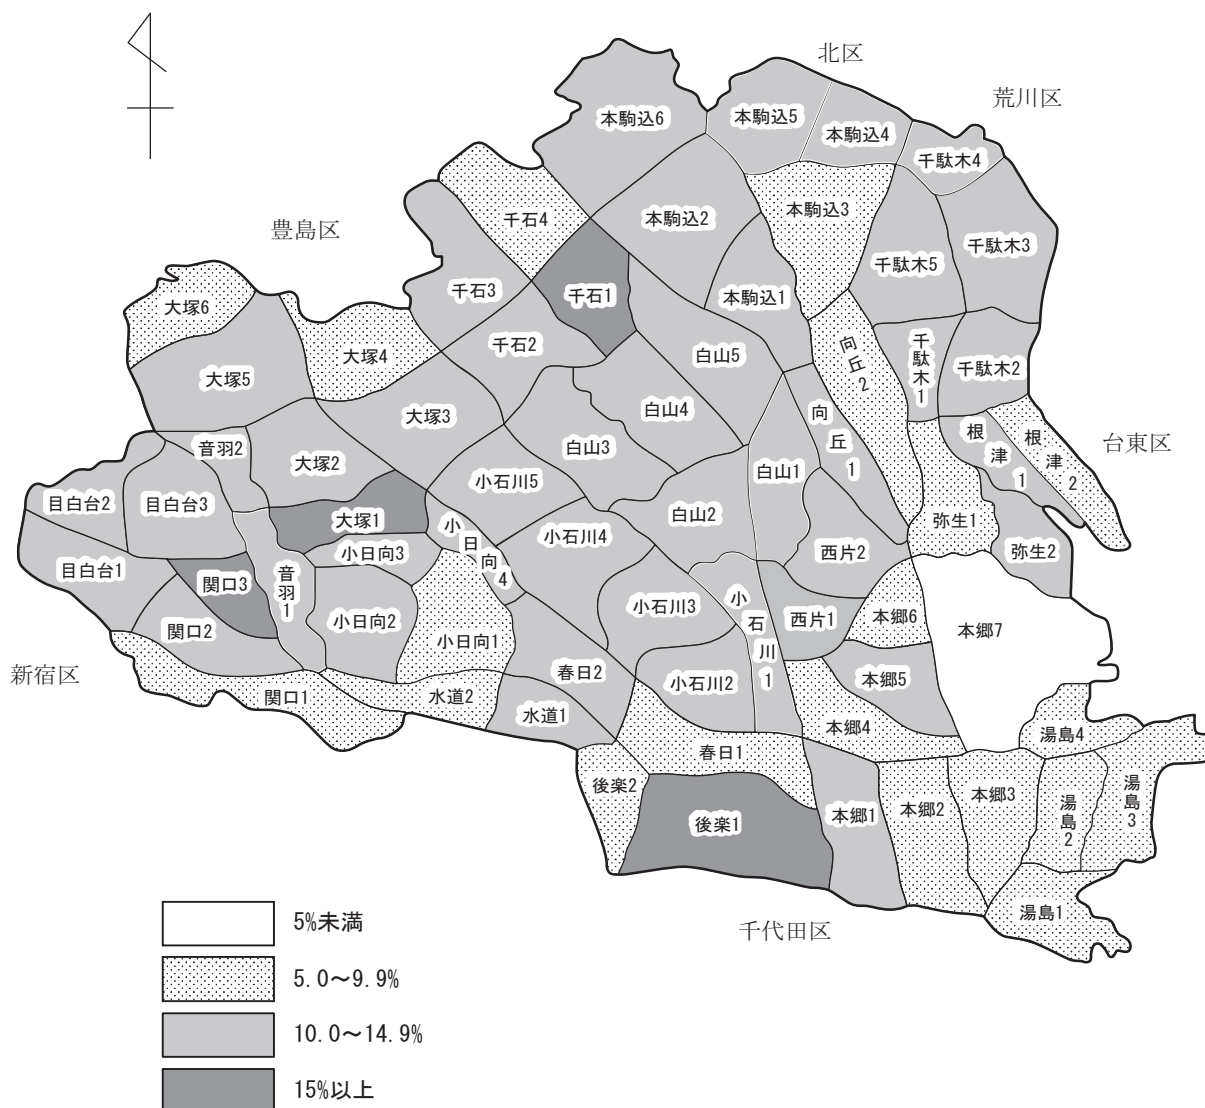 北区
荒川区
豊島区
台東区
新宿区
千代田区
本駒込6
本駒込5
本駒込4
千駄木4
千石4
本駒込2
本駒込3
千駄木3
千駄木5
大塚6
千石3
千石1
本駒込1
大塚4
千石2
白山5
向丘2
千駄木1
千駄木2
大塚5
大塚3
白山4
向丘1
根津1
根津2
音羽2
大塚2
白山3
小石川5
白山1
目白台2
目白台3
大塚1
小日向4
小石川4
白山2
弥生1
西片2
弥生2
目白台1
関口3
音羽1
小日向3
小石川3
小石川1
西片1
本郷6
本郷7
関口2
小日向2
小日向1
春日2
小石川2
本郷5
関口1
水道2
水道1
本郷4
湯島4
春日1
後楽2
後楽1
本郷1
本郷2
本郷3
湯島2
湯島3
湯島1
5%未満
5.0～9.9%
10.0～14.9%
15%以上